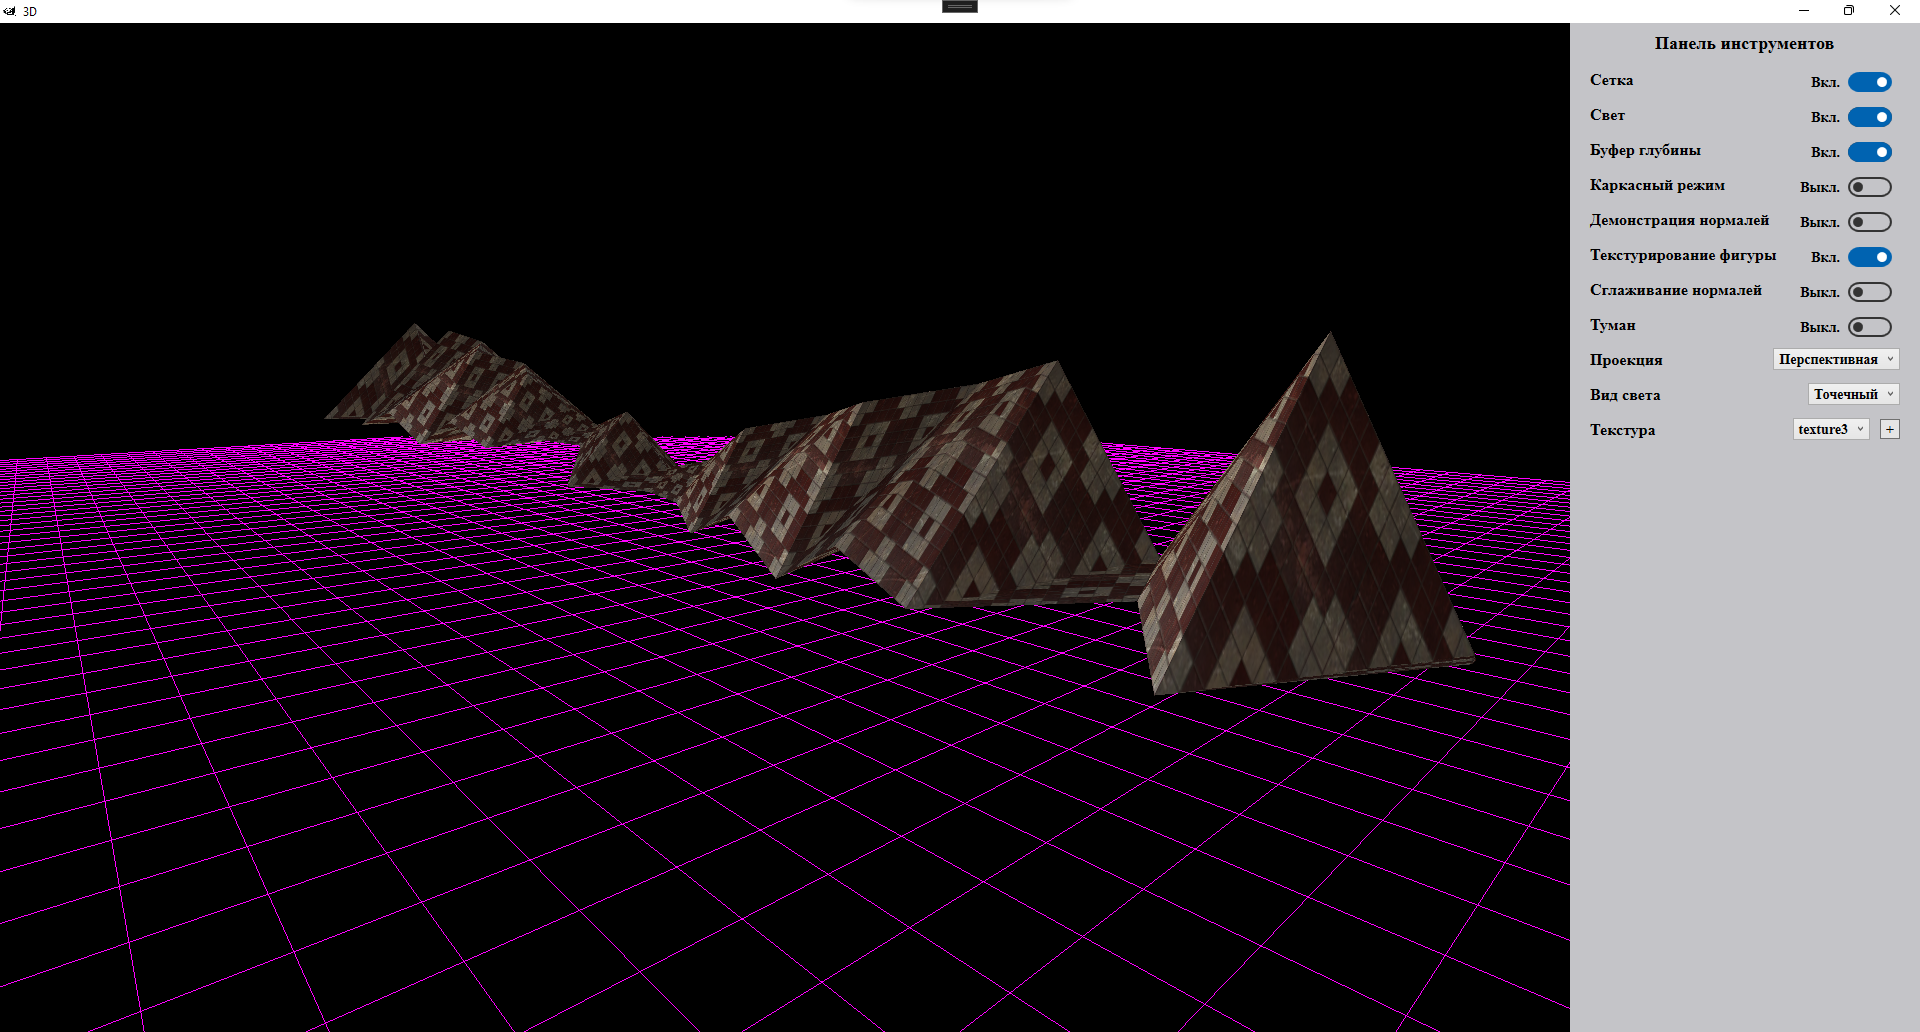 3D
Панель инструментов
Сетка Вкл.
Свет Вкл.
Буфер глубины Вкл.
Каркасный режим Выкл.
Демонстрация нормалей Выкл.
Текстурирование фигуры Вкл.
Сглаживание нормалей Выкл.
Туман Выкл.
Проекция Перспективная
Вид света Точечный
Текстура texture3 +